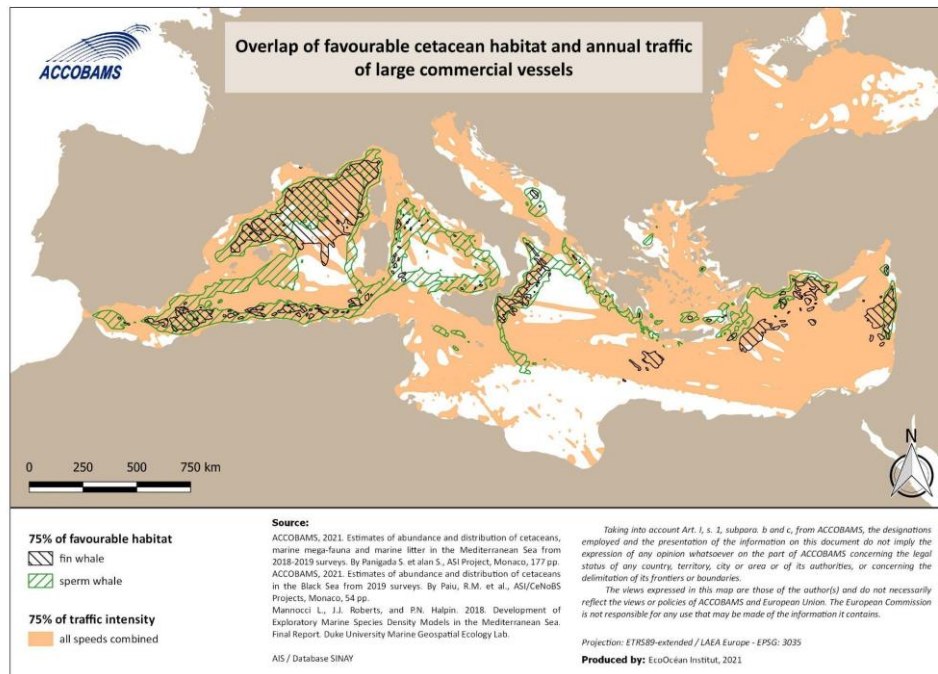 ACCOBAMS
Overlap of favourable cetacean habitat and annual traffic
of large commercial vessels
N
0 250 500 750 km
75% of favourable habitat
fin whale
sperm whale
75% of traffic intensity
all speeds combined
Source:
ACCOBAMS, 2021. Estimates of abundance and distribution of cetaceans,
marine mega-fauna and marine litter in the Mediterranean Sea from
2018-2019 surveys. By Panigada S. et alan S., ASI Project, Monaco, 177 pp.
ACCOBAMS, 2021. Estimates of abundance and distribution of cetaceans
in the Black Sea from 2019 surveys. By Paiu, R.M. et al., ASI/CeNoBS
Projects, Monaco, 54 pp.
Mannocci L., J.J. Roberts, and P.N. Halpin. 2018. Development of
Exploratory Marine Species Density Models in the Mediterranean Sea.
Final Report. Duke University Marine Geospatial Ecology Lab.
AIS / Database SINAY
Taking into account Art. I, s. 1, subpara. b and c, from ACCOBAMS, the designations
employed and the presentation of the information on this document do not imply the
expression of any opinion whatsoever on the part of ACCOBAMS concerning the legal
status of any country, territory, city or area or of its authorities, or concerning the
delimitation of its frontiers or boundaries.
The views expressed in this map are those of the author(s) and do not necessarily
reflect the views or policies of ACCOBAMS and European Union. The European Commission
is not responsible for any use that may be made of the information it contains.
Projection: ETRS89-extended / LAEA Europe - EPSG: 3035
Produced by: EcoOcéan Institut, 2021